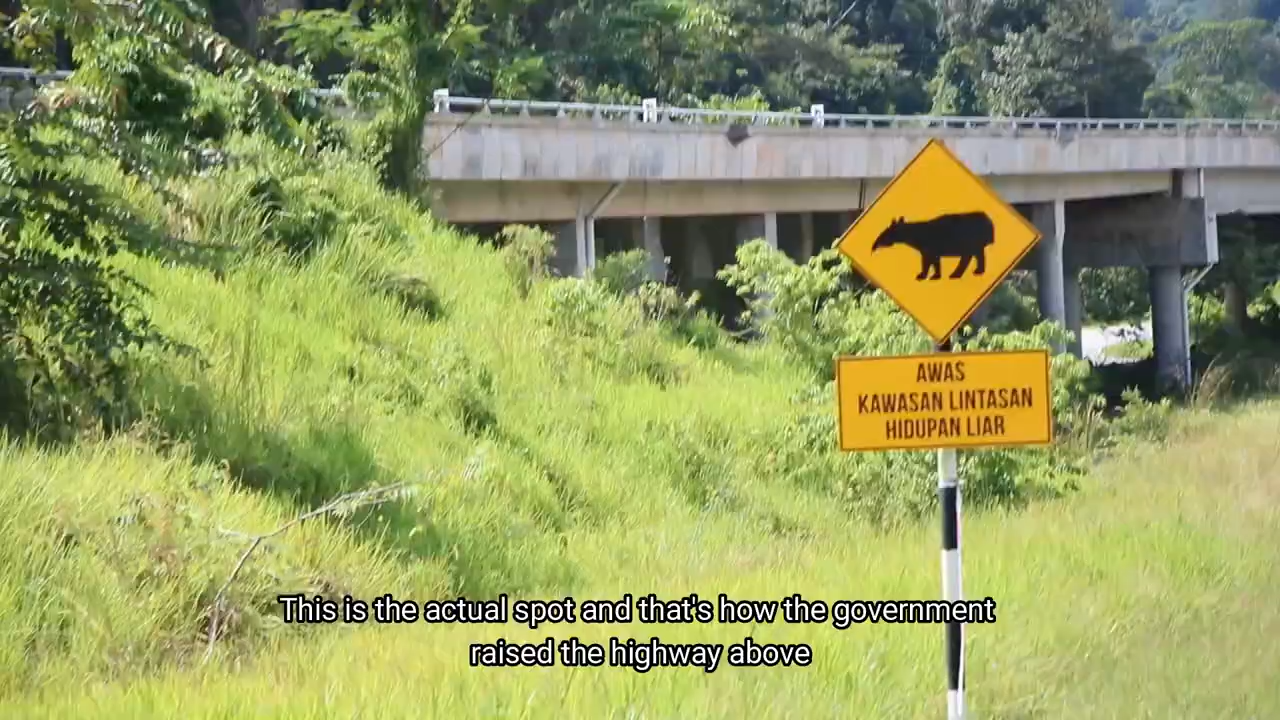 AWAS
KAWASAN LINTASAN
HIDUPAN LIAR
This is the actual spot and that's how the government
raised the highway above